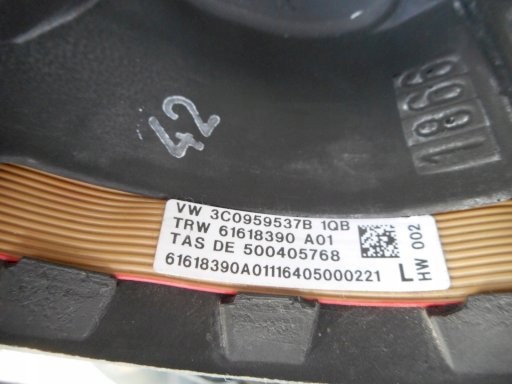 42
1866
VW 3C0959537B 1QB
TRW 61618390 A01
TAS DE 500405768
61618390A01116405000221
L
HW 002